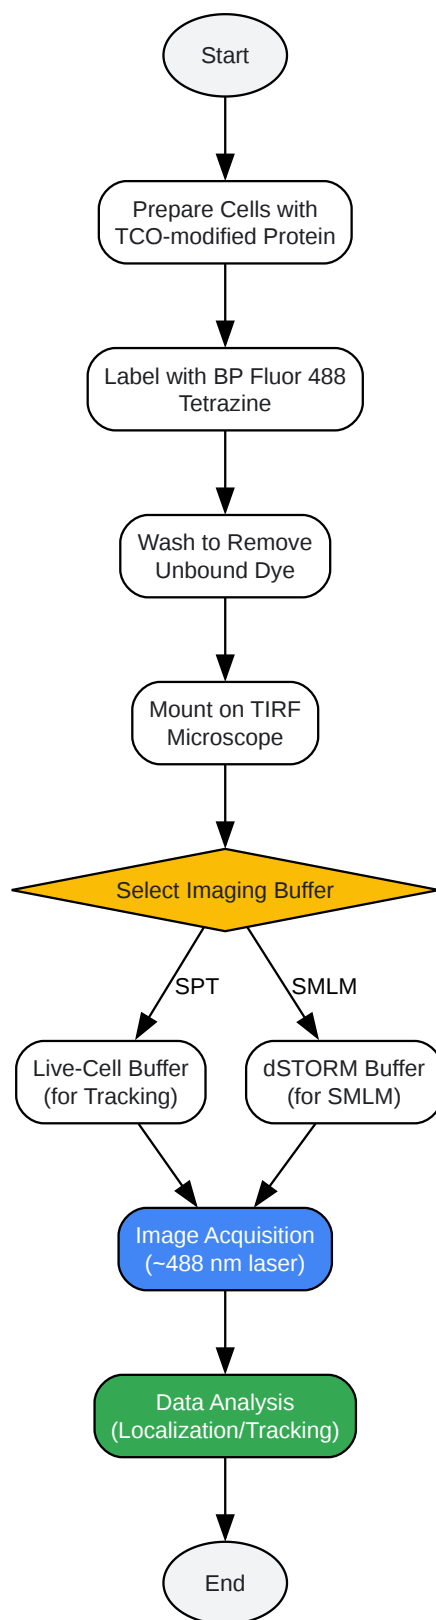 Start
Prepare Cells with
TCO-modified Protein
Label with BP Fluor 488
Tetrazine
Wash to Remove
Unbound Dye
Mount on TIRF
Microscope
Select Imaging Buffer
SPT
SMLM
Live-Cell Buffer
(for Tracking)
dSTORM Buffer
(for SMLM)
Image Acquisition
(~488 nm laser)
Data Analysis
(Localization/Tracking)
End